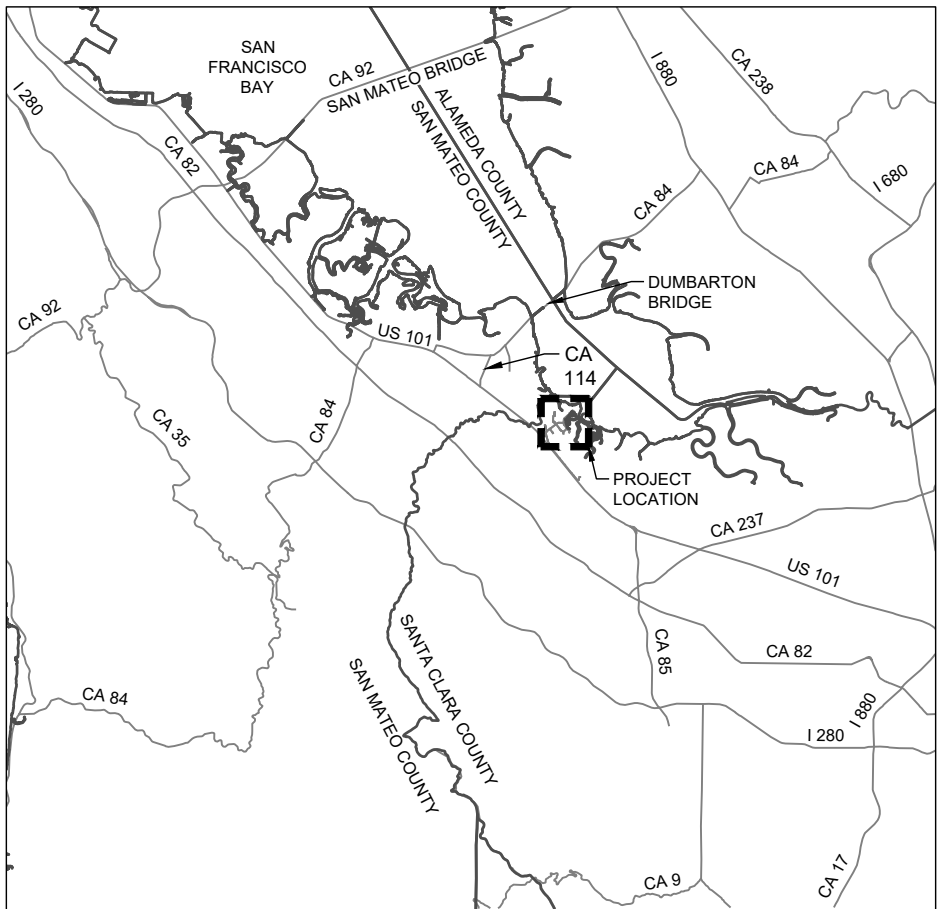 SAN
FRANCISCO
BAY
CA 92
SAN MATEO BRIDGE
I 880
CA 238
I 280
CA 82
ALAMEDA COUNTY
SAN MATEO COUNTY
CA 84
CA 84
I 680
DUMBARTON
BRIDGE
CA 92
US 101
CA
114
CA 84
CA 35
PROJECT
LOCATION
CA 237
US 101
SANTA CLARA COUNTY
SAN MATEO COUNTY
CA 85
CA 82
CA 84
I 880
I 280
CA 9
CA 17